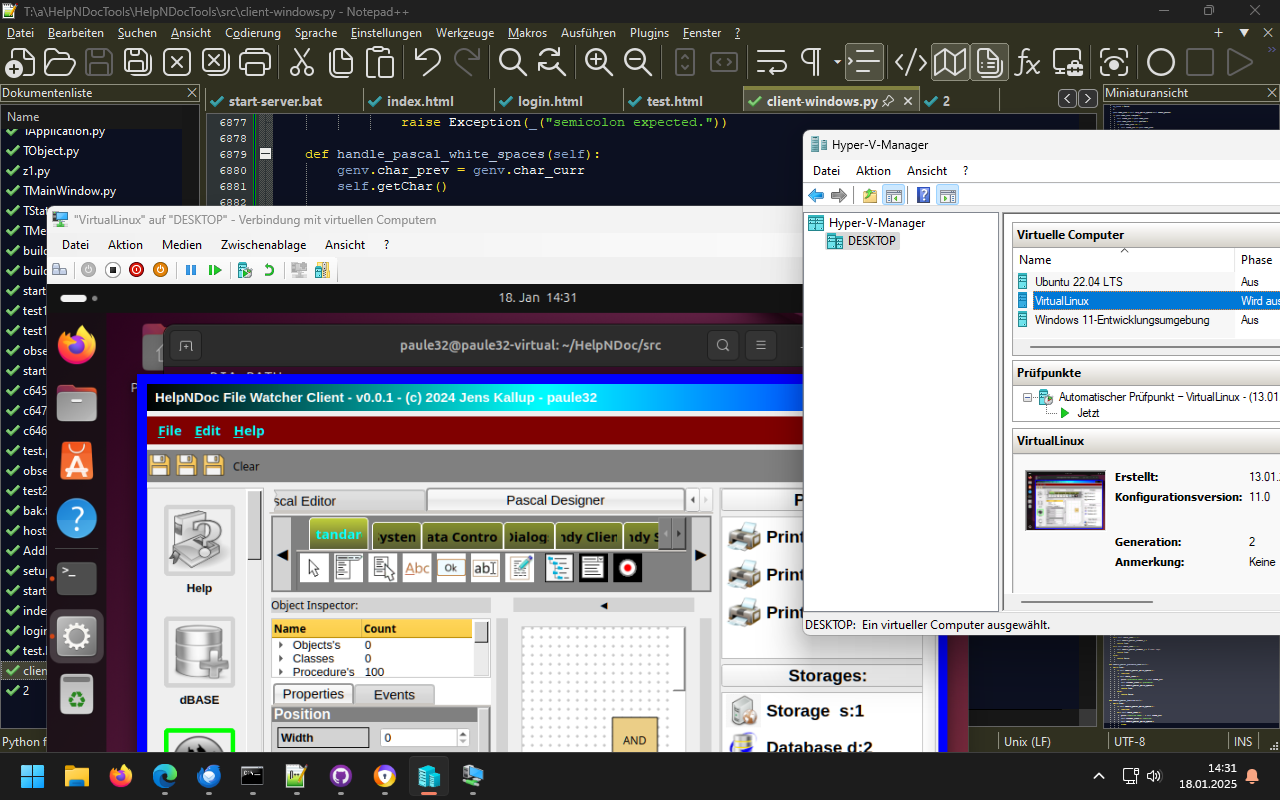 T:\a\HelpNDocTools\HelpNDocTools\src\client-windows.py - Notepad++
Datei Bearbeiten Suchen Ansicht Codierung Sprache Einstellungen Werkzeuge Makros Ausführen Plugins Fenster ?
Dokumentenliste
start-server.bat index.html login.html test.html client-windows.py 2
Miniaturansicht
Name
TApplication.py
TObject.py
z1.py
TMainWindow.py
TStat
TMe
build
build
start
test1
test1
obse
start
c645
c647
c646
test.p
obse
test2
bak.t
host
Addl
setup
start
inde
login
test.l
clien
2
6877 raise Exception(_("semicolon expected."))
6878
6879 def handle_pascal_white_spaces(self):
6880 genv.char_prev = genv.char_curr
6881 self.getChar()
6882
"VirtualLinux" auf "DESKTOP" - Verbindung mit virtuellen Computern
Datei Aktion Medien Zwischenablage Ansicht ?
18. Jan 14:31
paule32@paule32-virtual: ~/HelpNDoc/src
HelpNDoc File Watcher Client - v0.0.1 - (c) 2024 Jens Kallup - paule32
File Edit Help
Clear
Help
dBASE
scal Editor Pascal Designer
tandar ysten ata Contro Dialog ndy Clien ndy S
Abc Ok ab
Object Inspector:
Name Count
Objects's 0
Classes 0
Procedure's 100
Properties Events
Position
Width 0
AND
P
Print
Print
Print
Storages:
Storage s:1
Database d:2
Hyper-V-Manager
Datei Aktion Ansicht ?
Hyper-V-Manager
DESKTOP
Virtuelle Computer
Name Phase
Ubuntu 22.04 LTS Aus
VirtualLinux Wird aus
Windows 11-Entwicklungsumgebung Aus
Prüfpunkte
Automatischer Prüfpunkt – VirtualLinux - (13.01
Jetzt
VirtualLinux
Erstellt: 13.01.
Konfigurationsversion: 11.0
Generation: 2
Anmerkung: Keine
DESKTOP: Ein virtueller Computer ausgewählt.
Python f
Unix (LF) UTF-8 INS
14:31
18.01.2025